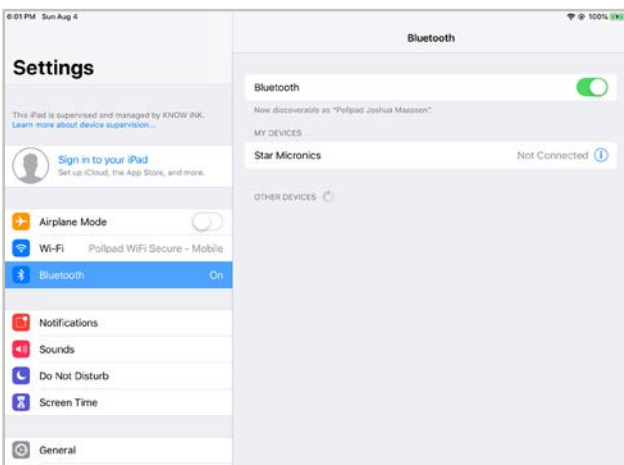 6:01 PM Sun Aug 4
100%
Settings
This iPad is supervised and managed by KNOW iNK.
Learn more about device supervision...
Sign in to your iPad
Set up iCloud, the App Store, and more.
Airplane Mode
Wi-Fi Pollpad WiFi Secure - Mobile
Bluetooth On
Notifications
Sounds
Do Not Disturb
Screen Time
General
Bluetooth
Bluetooth
Now discoverable as "Pollpad Joshua Maassen".
MY DEVICES
Star Micronics Not Connected
OTHER DEVICES